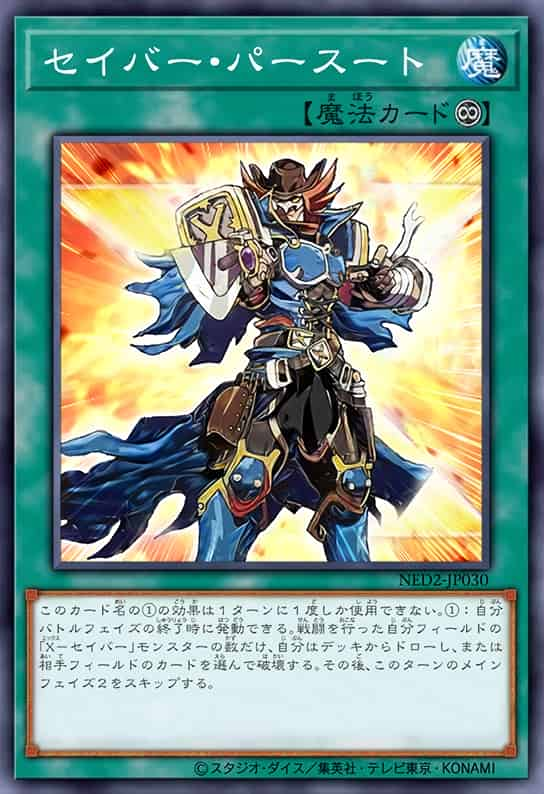 セイバー・パースート
魔
【魔法カード∞】
NED2-JP030
このカード名の①の効果は1ターンに1度しか使用できない。①：自分
バトルフェイズの終了時に発動できる。戦闘を行った自分フィールドの
「X－セイバー」モンスターの数だけ、自分はデッキからドローし、または
相手フィールドのカードを選んで破壊する。その後、このターンのメイン
フェイズ2をスキップする。
©スタジオ・ダイス／集英社・テレビ東京・KONAMI